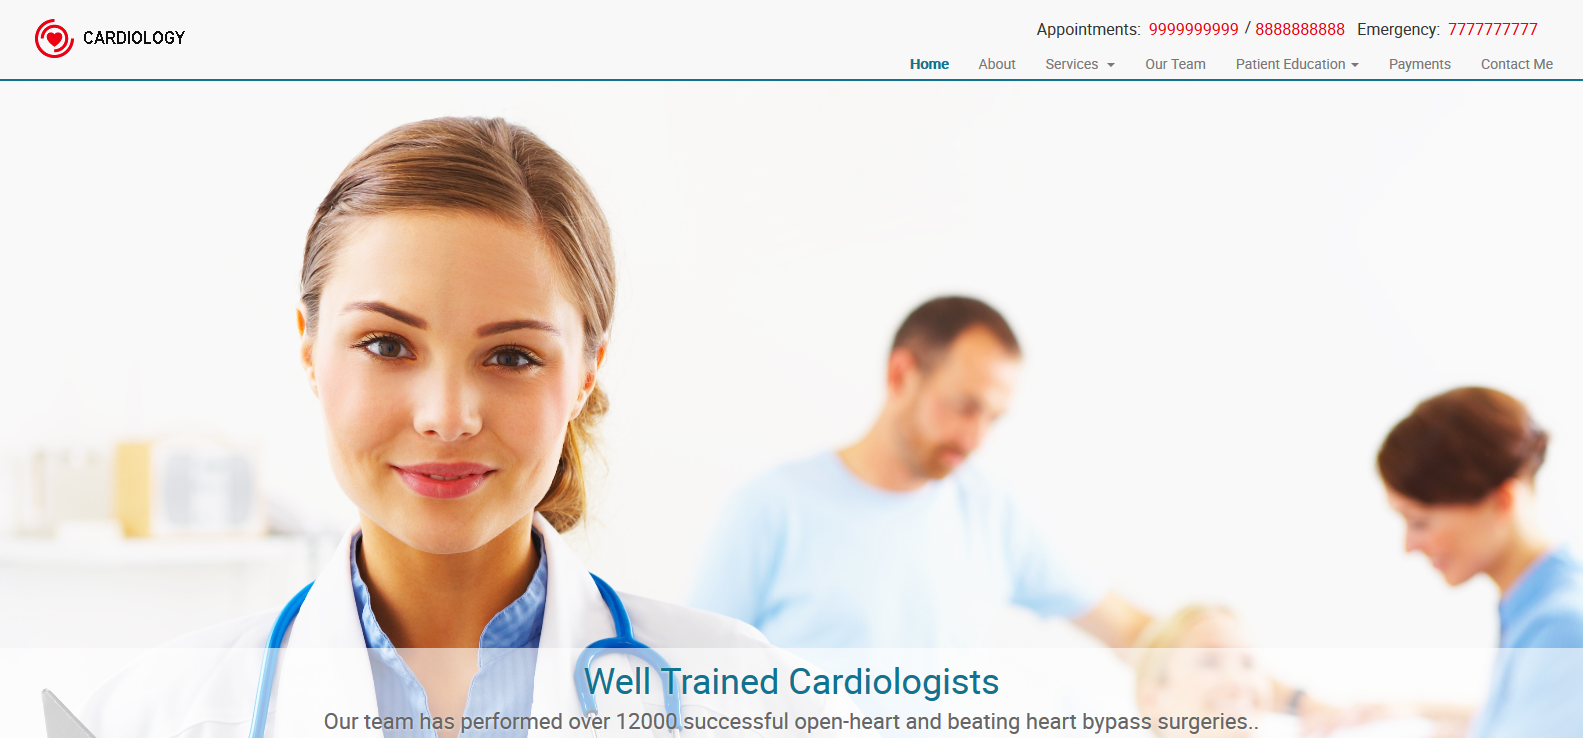 CARDIOLOGY
Appointments: 9999999999 / 8888888888 Emergency: 7777777777
Home About Services Our Team Patient Education Payments Contact Me
Well Trained Cardiologists
Our team has performed over 12000 successful open-heart and beating heart bypass surgeries..